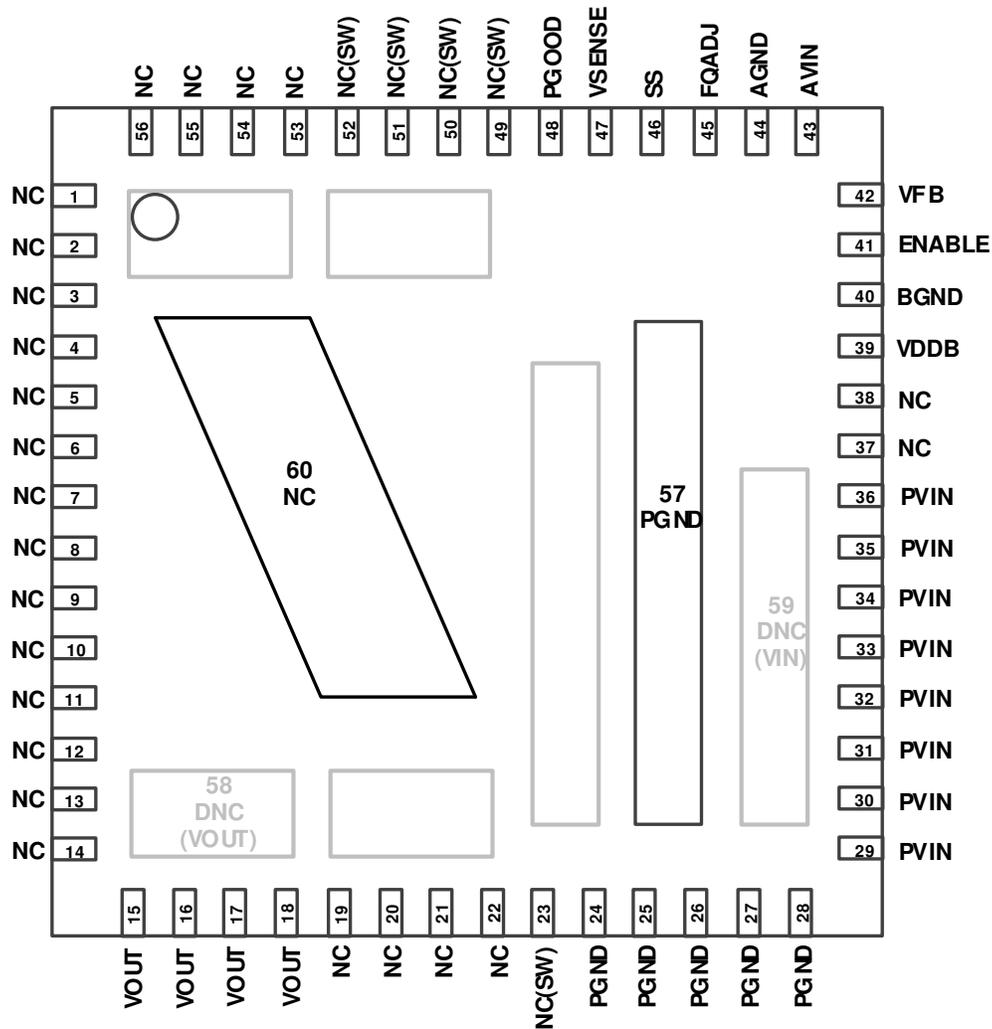 NC
NC
NC
NC
NC(SW)
NC(SW)
NC(SW)
NC(SW)
PGOOD
VSENSE
SS
FQADJ
AGND
AVIN
56
55
54
53
52
51
50
49
48
47
46
45
44
43
NC 1
NC 2
NC 3
NC 4
NC 5
NC 6
NC 7
NC 8
NC 9
NC 10
NC 11
NC 12
NC 13
NC 14
60
NC
57
PGND
59
DNC
(VIN)
58
DNC
(VOUT)
42 VFB
41 ENABLE
40 BGND
39 VDDB
38 NC
37 NC
36 PVIN
35 PVIN
34 PVIN
33 PVIN
32 PVIN
31 PVIN
30 PVIN
29 PVIN
15
16
17
18
19
20
21
22
23
24
25
26
27
28
VOUT
VOUT
VOUT
VOUT
NC
NC
NC
NC
NC(SW)
PGND
PGND
PGND
PGND
PGND